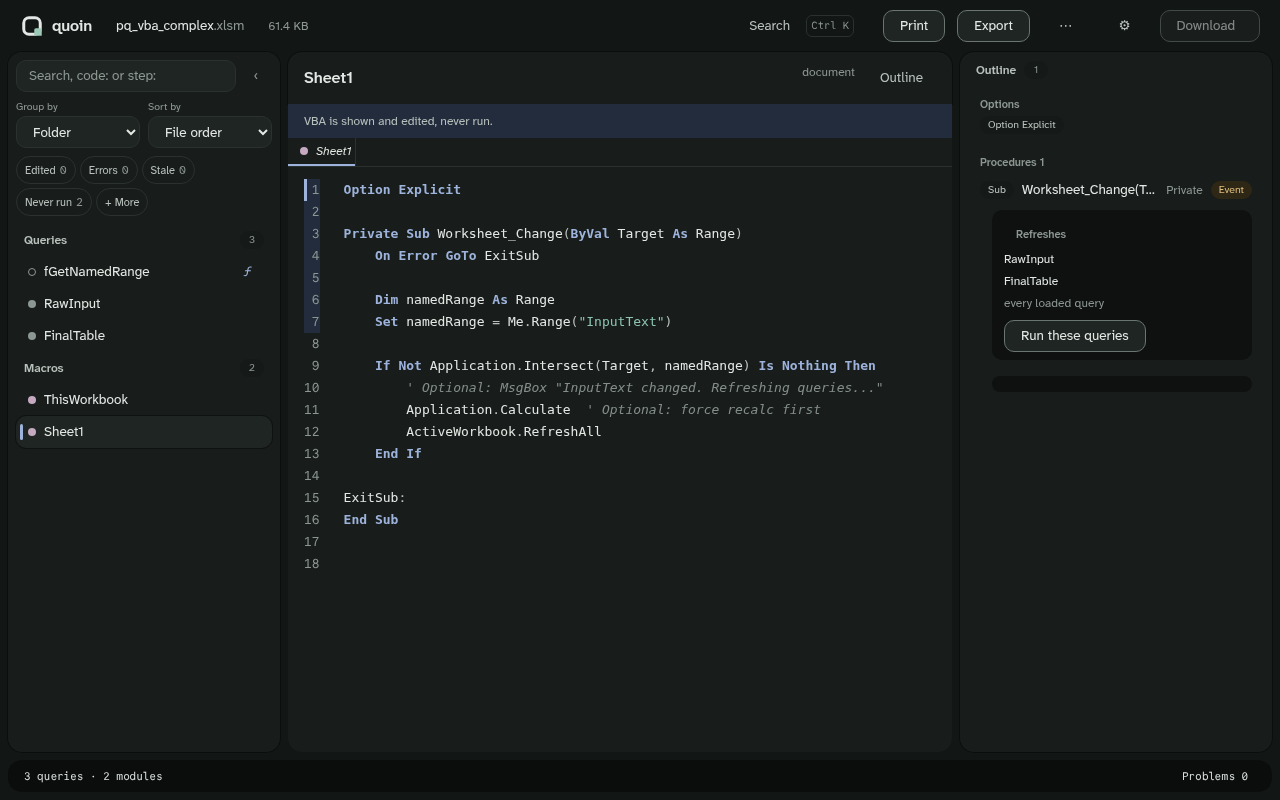 quoin pq_vba_complex.xlsm 61.4 KB Search Ctrl K Print Export ⋯ ⚙ Download
Search, code: or step: ‹
Group by Sort by
Folder File order
Edited 0 Errors 0 Stale 0
Never run 2 + More
Queries 3
fGetNamedRange ƒ
RawInput
FinalTable
Macros 2
ThisWorkbook
Sheet1
Sheet1 document Outline
VBA is shown and edited, never run.
Sheet1
1 Option Explicit
2
3 Private Sub Worksheet_Change(ByVal Target As Range)
4 On Error GoTo ExitSub
5
6 Dim namedRange As Range
7 Set namedRange = Me.Range("InputText")
8
9 If Not Application.Intersect(Target, namedRange) Is Nothing Then
10 ' Optional: MsgBox "InputText changed. Refreshing queries..."
11 Application.Calculate ' Optional: force recalc first
12 ActiveWorkbook.RefreshAll
13 End If
14
15 ExitSub:
16 End Sub
17
18
Outline 1
Options
Option Explicit
Procedures 1
Sub Worksheet_Change(T... Private Event
Refreshes
RawInput
FinalTable
every loaded query
Run these queries
3 queries · 2 modules Problems 0